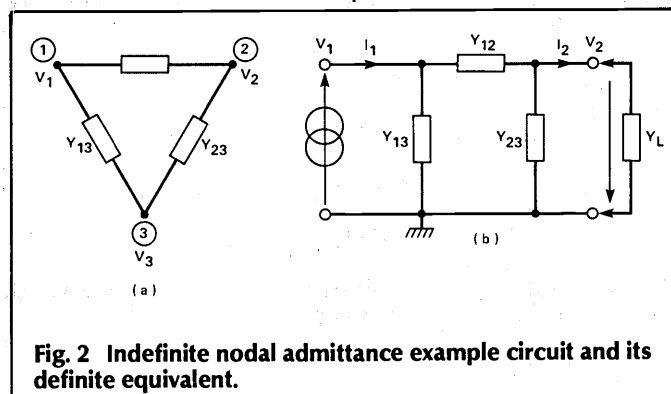 1
2
V1
V2
Y13
Y23
3
V3
(a)
V1
I1
Y12
I2
V2
Y13
Y23
YL
(b)
Fig. 2 Indefinite nodal admittance example circuit and its
definite equivalent.